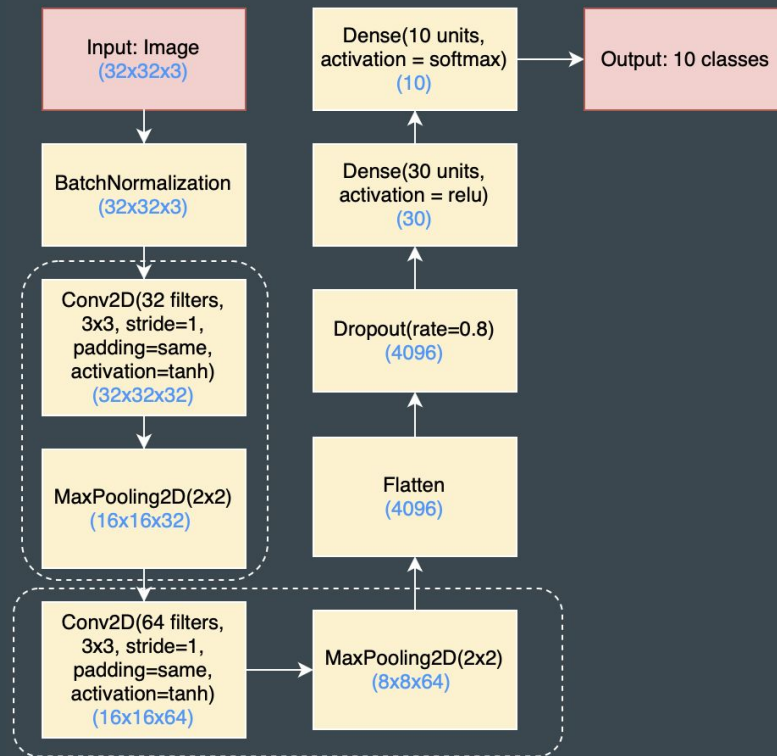 Input: Image
(32x32x3)
BatchNormalization
(32x32x3)
Conv2D(32 filters,
3x3, stride=1,
padding=same,
activation=tanh)
(32x32x32)
MaxPooling2D(2x2)
(16x16x32)
Conv2D(64 filters,
3x3, stride=1,
padding=same,
activation=tanh)
(16x16x64)
MaxPooling2D(2x2)
(8x8x64)
Flatten
(4096)
Dropout(rate=0.8)
(4096)
Dense(30 units,
activation = relu)
(30)
Dense(10 units,
activation = softmax)
(10)
Output: 10 classes